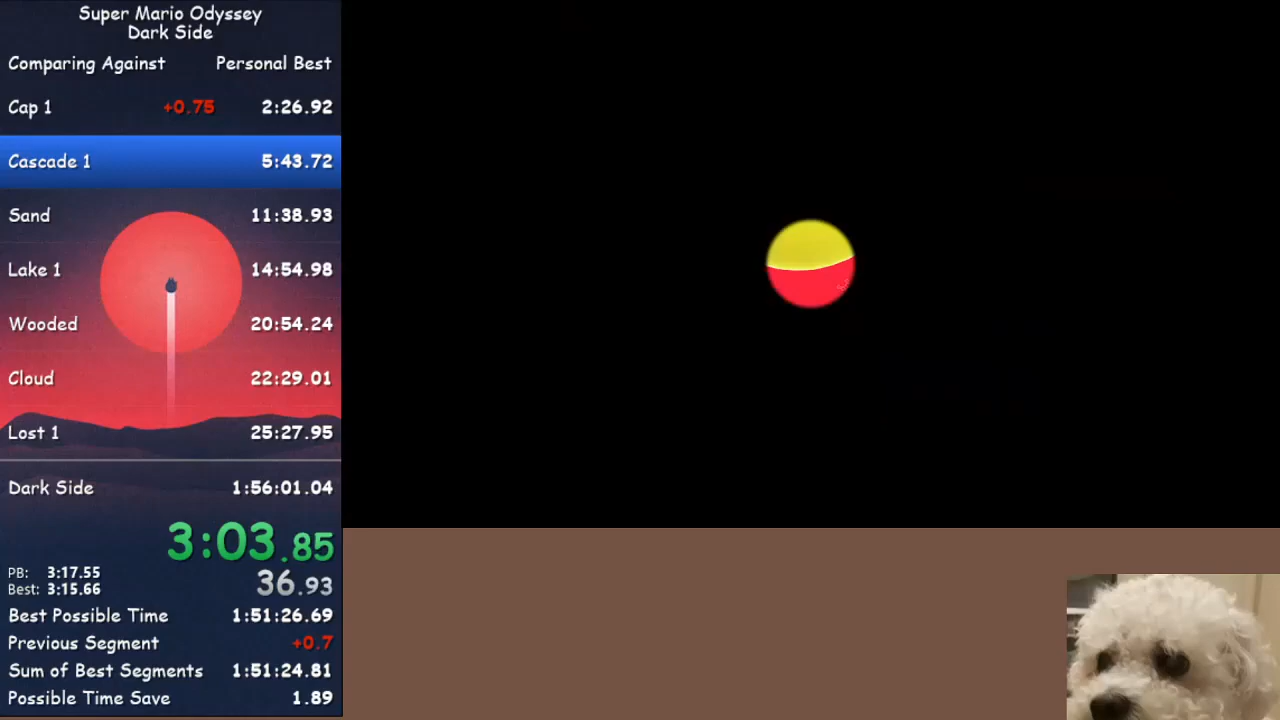 Super Mario Odyssey
Dark Side
Comparing Against Personal Best
Cap 1 +0.75 2:26.92
Cascade 1 5:43.72
Sand 11:38.93
Lake 1 14:54.98
Wooded 20:54.24
Cloud 22:29.01
Lost 1 25:27.95
Dark Side 1:56:01.04
3:03.85
PB: 3:17.55
Best: 3:15.66
36.93
Best Possible Time 1:51:26.69
Previous Segment +0.7
Sum of Best Segments 1:51:24.81
Possible Time Save 1.89